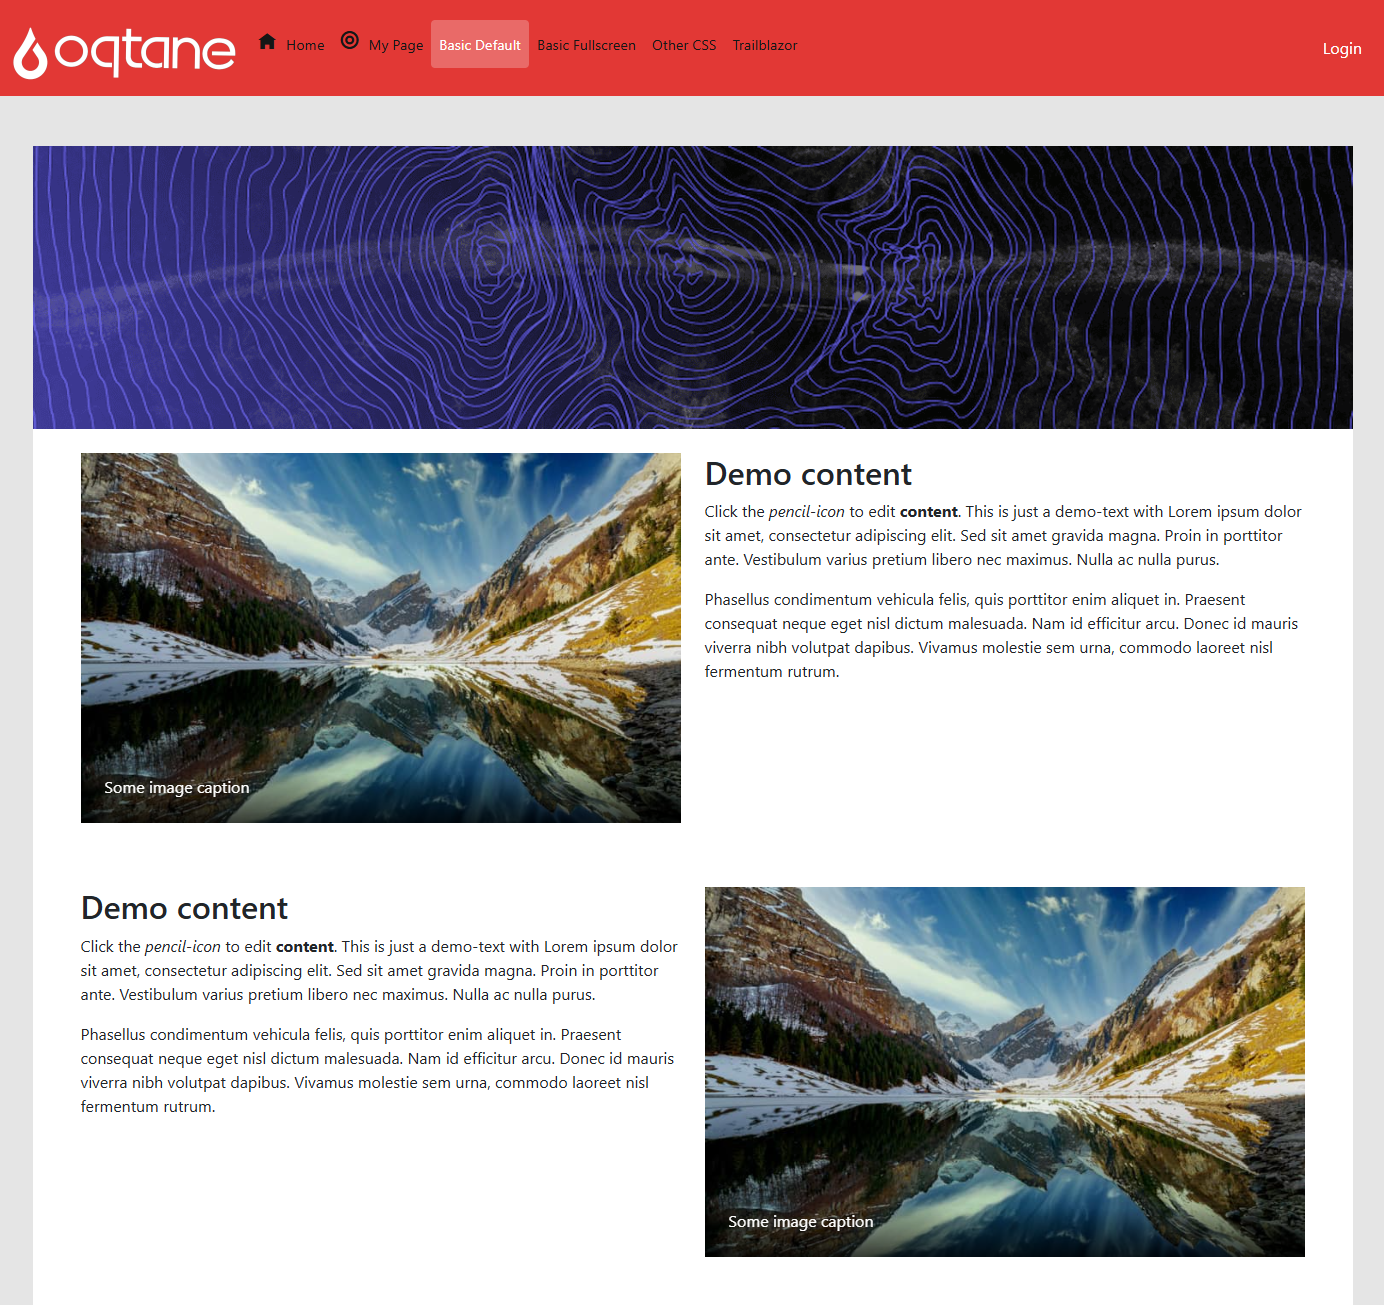 oqtane
Home My Page Basic Default Basic Fullscreen Other CSS Trailblazor Login
Some image caption
Demo content
Click the pencil-icon to edit content. This is just a demo-text with Lorem ipsum dolor
sit amet, consectetur adipiscing elit. Sed sit amet gravida magna. Proin in porttitor
ante. Vestibulum varius pretium libero nec maximus. Nulla ac nulla purus.
Phasellus condimentum vehicula felis, quis porttitor enim aliquet in. Praesent
consequat neque eget nisl dictum malesuada. Nam id efficitur arcu. Donec id mauris
viverra nibh volutpat dapibus. Vivamus molestie sem urna, commodo laoreet nisl
fermentum rutrum.
Demo content
Click the pencil-icon to edit content. This is just a demo-text with Lorem ipsum dolor
sit amet, consectetur adipiscing elit. Sed sit amet gravida magna. Proin in porttitor
ante. Vestibulum varius pretium libero nec maximus. Nulla ac nulla purus.
Phasellus condimentum vehicula felis, quis porttitor enim aliquet in. Praesent
consequat neque eget nisl dictum malesuada. Nam id efficitur arcu. Donec id mauris
viverra nibh volutpat dapibus. Vivamus molestie sem urna, commodo laoreet nisl
fermentum rutrum.
Some image caption